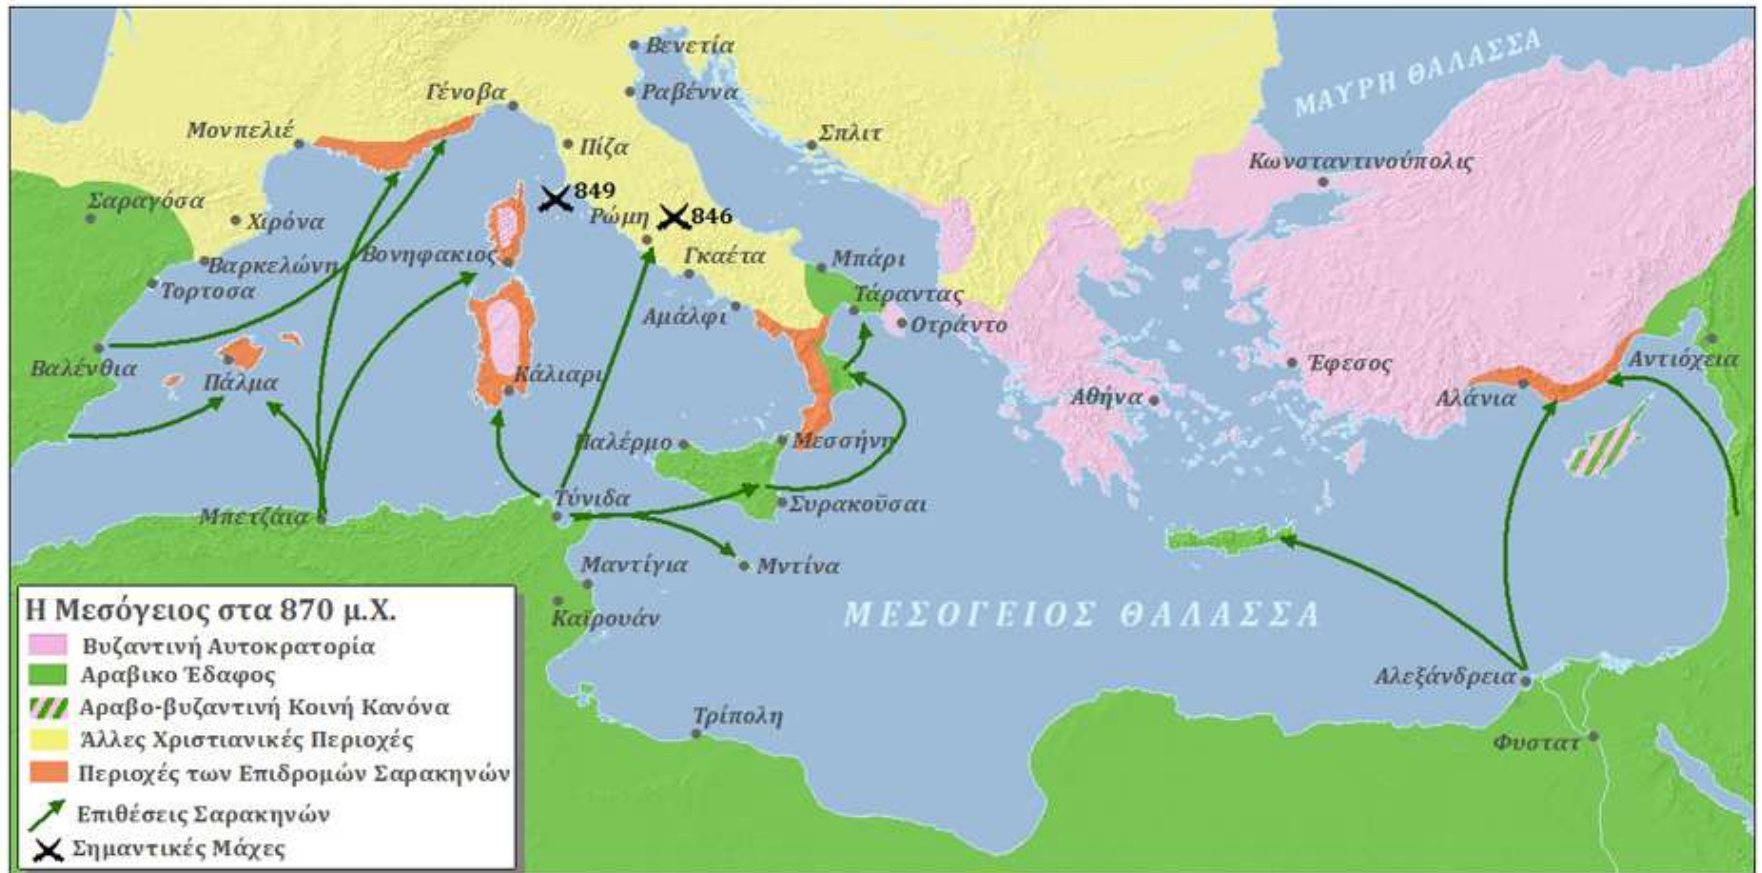 Βενετία
Ραβέννα
Γένοβα
Μονπελιέ
Πίζα
Σπλιτ
ΜΑΥΡΗ ΘΑΛΑΣΣΑ
Κωνσταντινούπολις
849
Σαραγόσα
Χιρόνα
Ρώμη
846
Βαρκελώνη
Βονηφακιος
Γκαέτα
Μπάρι
Τορτοσα
Τάραντας
Αμάλφι
Οτράντο
Βαλένθια
Πάλμα
Κάλιαρι
Έφεσος
Αντιόχεια
Αθήνα
Αλάνια
Παλέρμο
Μεσσήνη
Τύνιδα
Συρακοϋσαι
Μπετζάια
Μαντίγια
Μντίνα
Καϊρουάν
ΜΕΣΟΓΕΙΟΣ ΘΑΛΑΣΣΑ
Αλεξάνδρεια
Τρίπολη
Φυστατ
Η Μεσόγειος στα 870 μ.Χ.
Βυζαντινή Αυτοκρατορία
Αραβικο Έδαφος
Αραβο-βυζαντινή Κοινή Κανόνα
Άλλες Χριστιανικές Περιοχές
Περιοχές των Επιδρομών Σαρακηνών
Επιθέσεις Σαρακηνών
Σημαντικές Μάχες